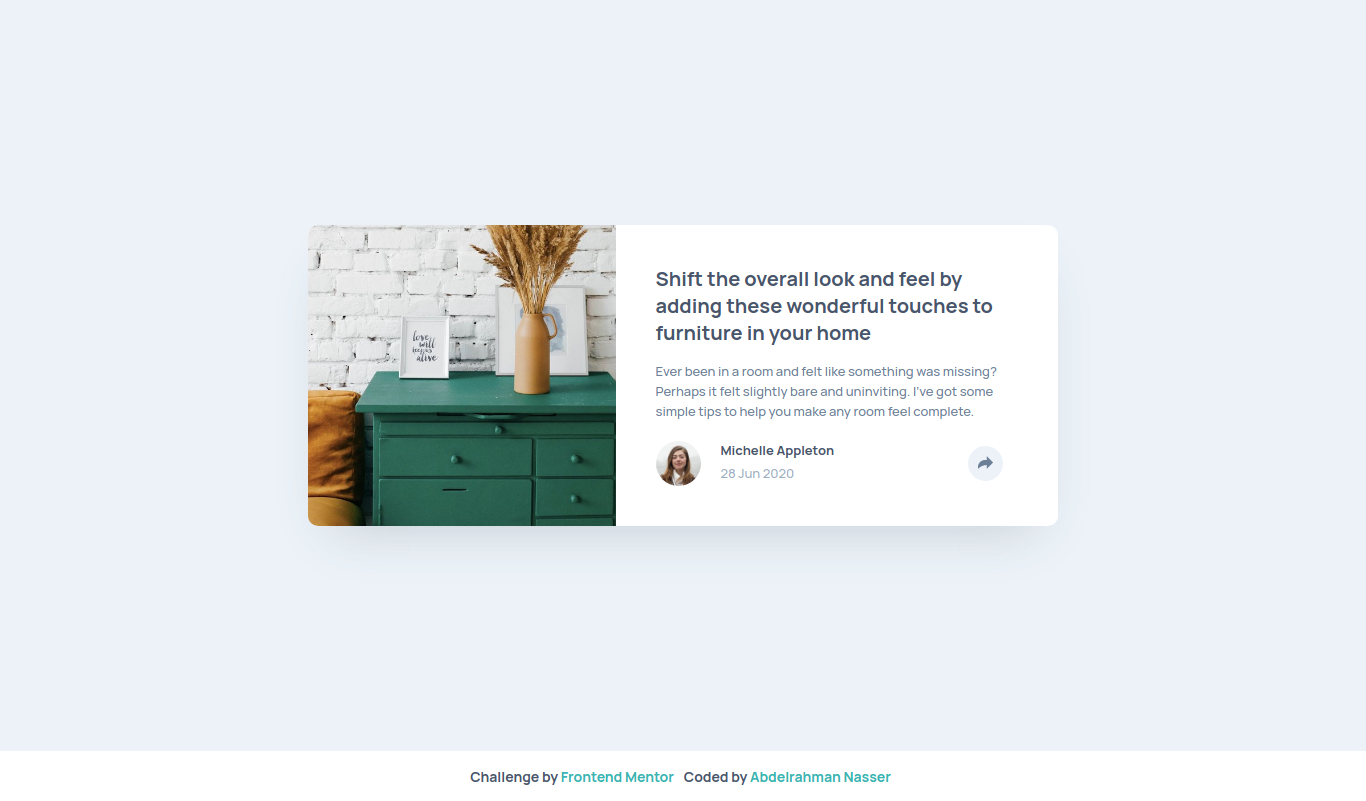 love
will
keep us
alive
Shift the overall look and feel by
adding these wonderful touches to
furniture in your home
Ever been in a room and felt like something was missing?
Perhaps it felt slightly bare and uninviting. I've got some
simple tips to help you make any room feel complete.
Michelle Appleton
28 Jun 2020
Challenge by Frontend Mentor Coded by Abdelrahman Nasser